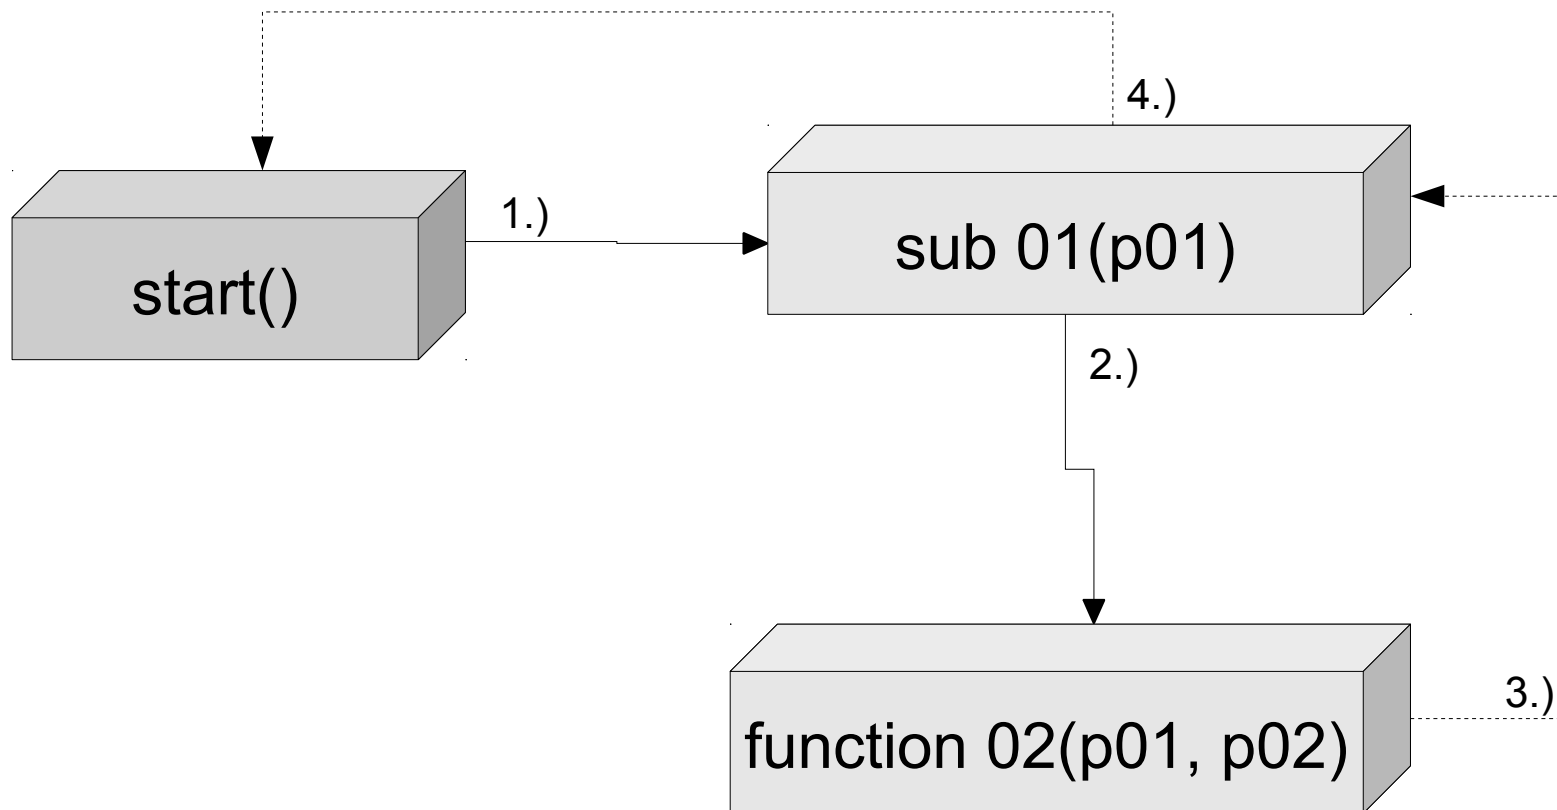 4.)
1.)
sub 01(p01)
start()
2.)
3.)
function 02(p01, p02)